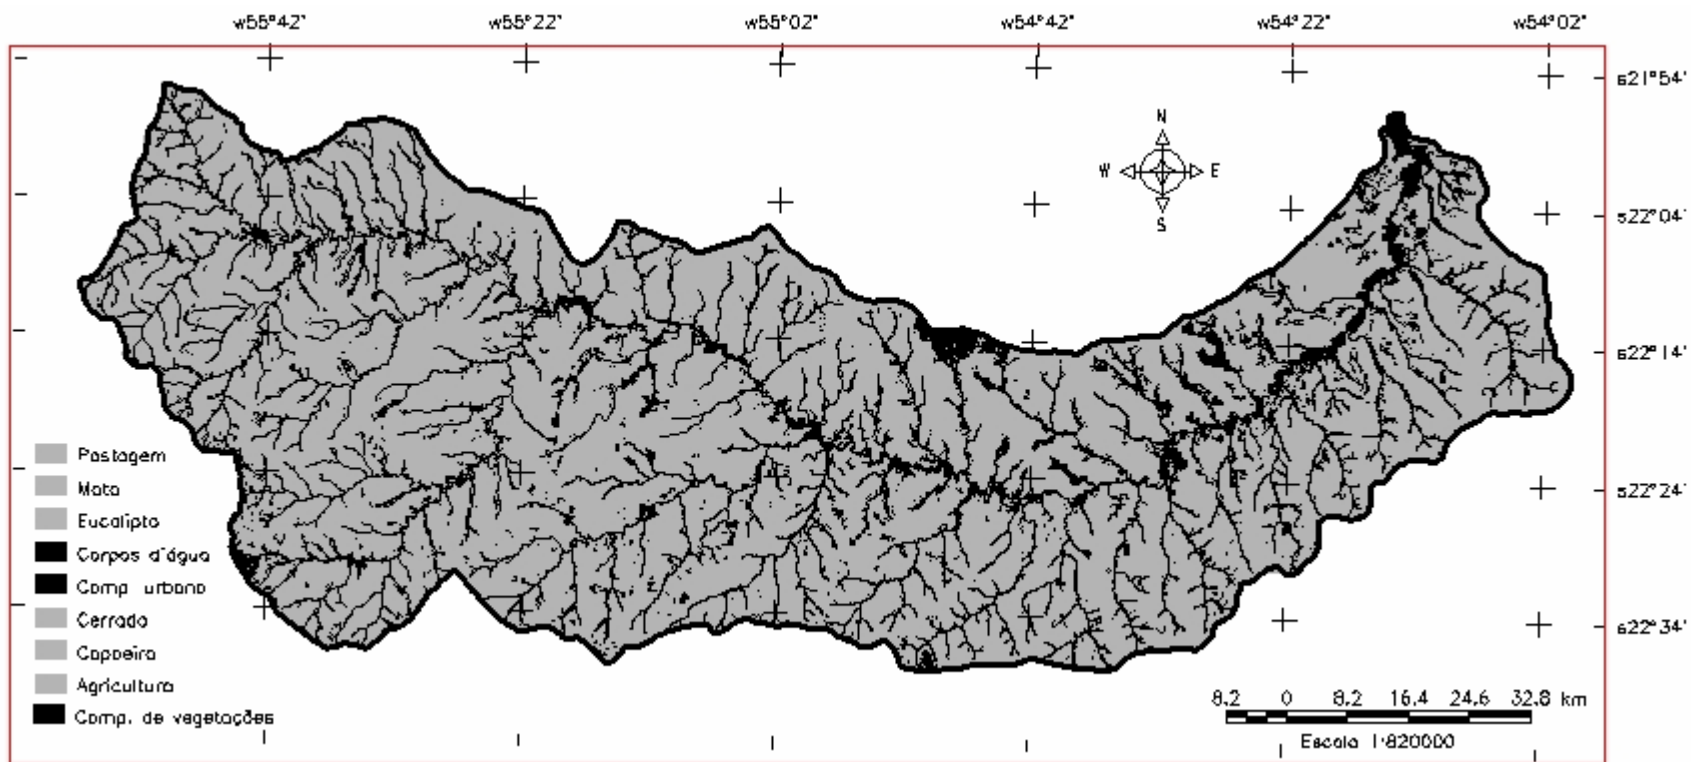 w55°42' w55°22' w55°02' w54°42' w54°22' w54°02'
s21°54'
N
W E
S
s22°04'
s22°14'
Pastagem
Mata
Eucalipto
s22°24'
Corpos d'água
Comp urbano
Cerrado
s22°34'
Capoeira
Agricultura
Comp. de vegetações
8.2 0 8.2 16.4 24.6 32.8 km
Escala 1:820000